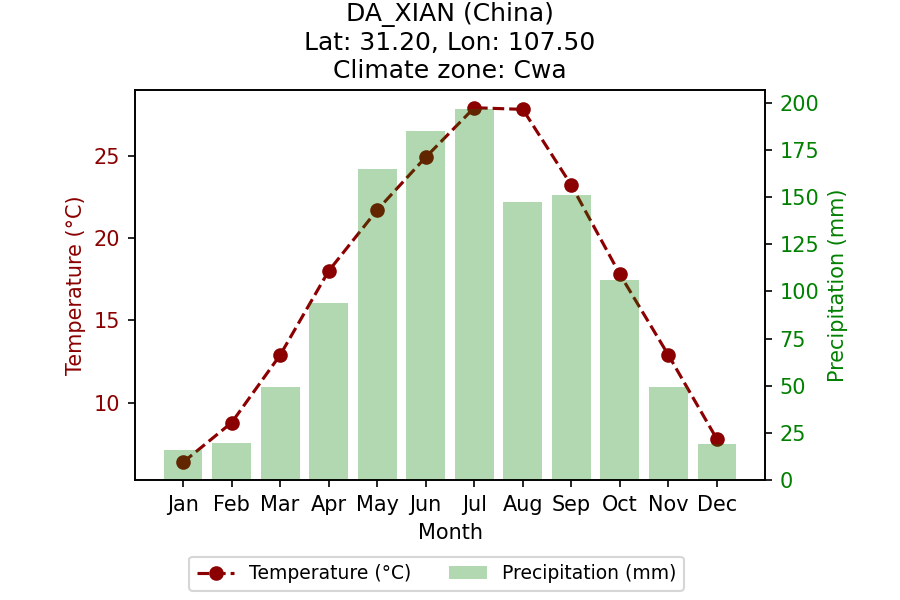 DA_XIAN (China)
Lat: 31.20, Lon: 107.50
Climate zone: Cwa
Temperature (°C)
25
20
15
10
200
175
150
125
100
75
50
25
0
Precipitation (mm)
Jan Feb Mar Apr May Jun Jul Aug Sep Oct Nov Dec
Month
Temperature (°C) Precipitation (mm)